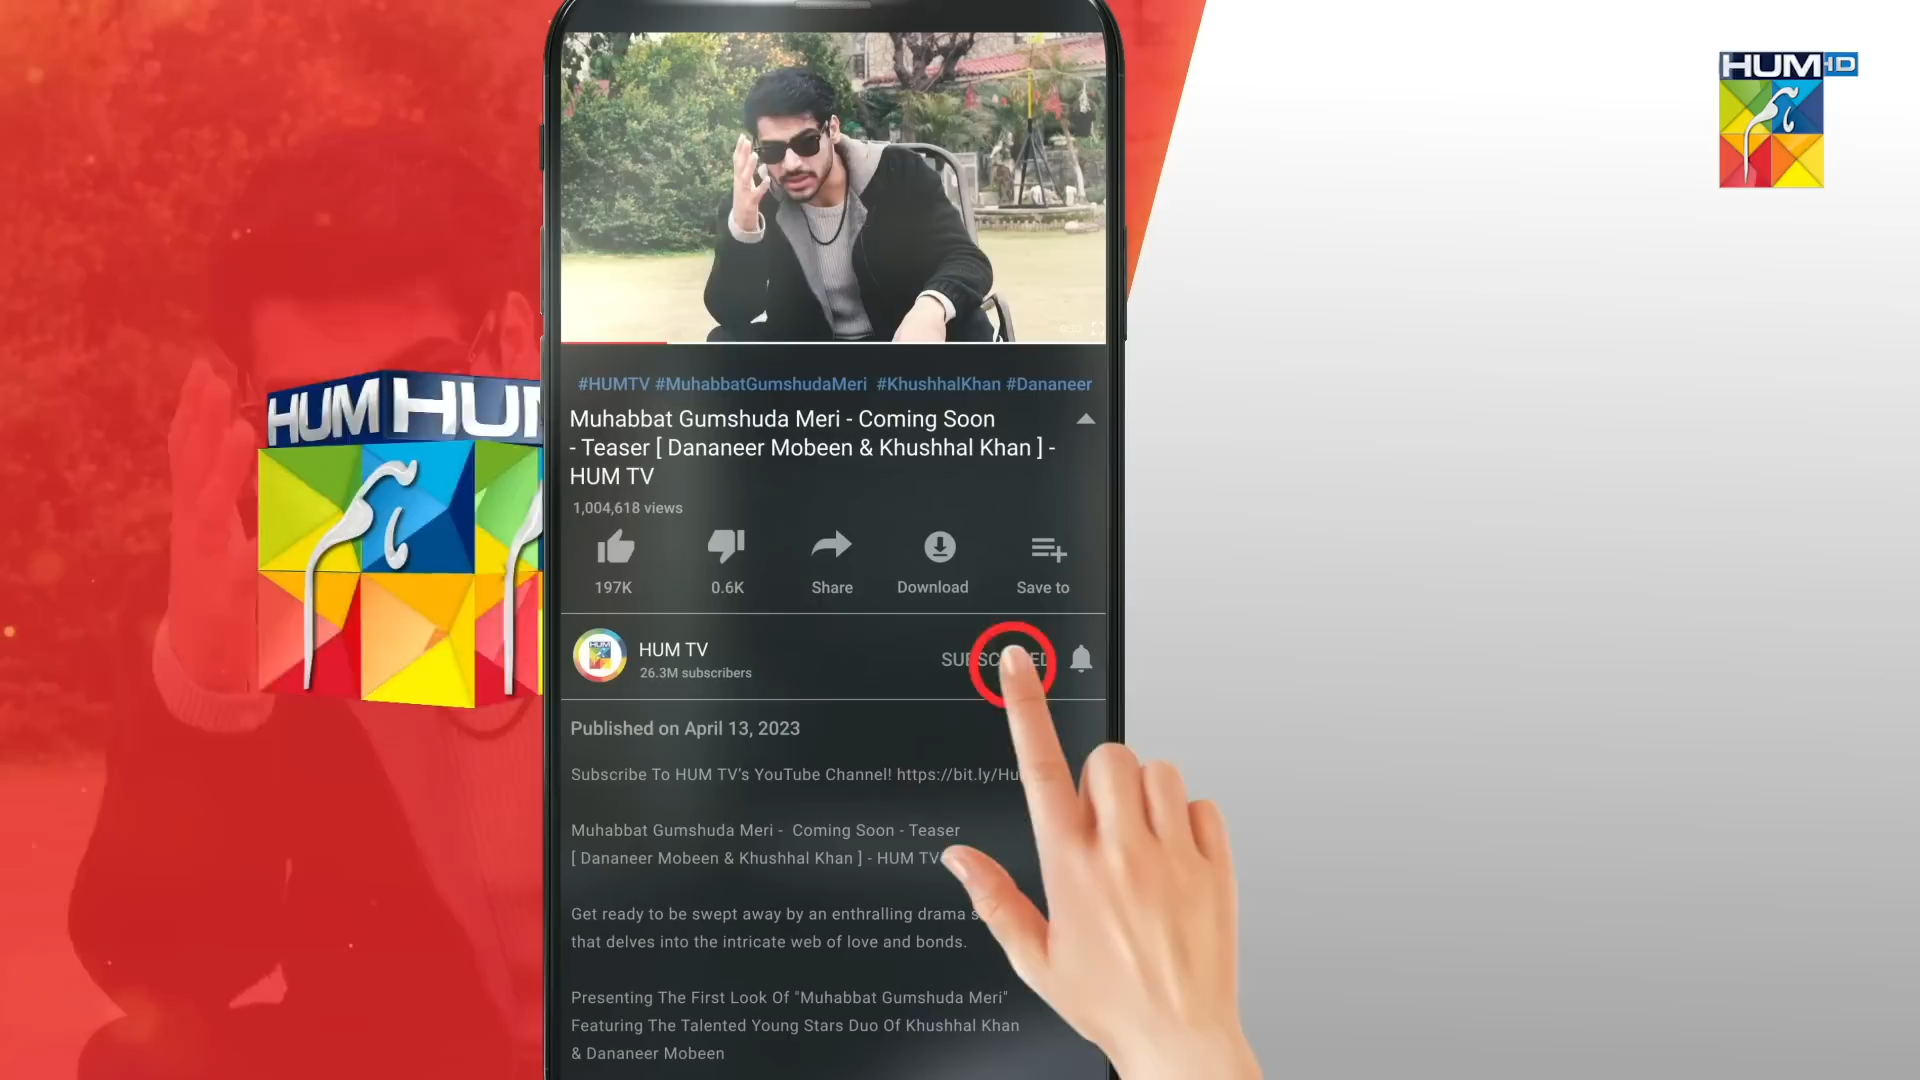 HUM HD
HUM HUM
#HUMTV #MuhabbatGumshudaMeri #KhushhalKhan #Dananeer
Muhabbat Gumshuda Meri - Coming Soon
- Teaser [ Dananeer Mobeen & Khushhal Khan ] -
HUM TV
1,004,618 views
197K 0.6K Share Download Save to
HUM TV
26.3M subscribers
Published on April 13, 2023
Subscribe To HUM TV's YouTube Channel! https://bit.ly/Hu
Muhabbat Gumshuda Meri - Coming Soon - Teaser
[ Dananeer Mobeen & Khushhal Khan ] - HUM TV
Get ready to be swept away by an enthralling drama
that delves into the intricate web of love and bonds.
Presenting The First Look Of "Muhabbat Gumshuda Meri"
Featuring The Talented Young Stars Duo Of Khushhal Khan
& Dananeer Mobeen